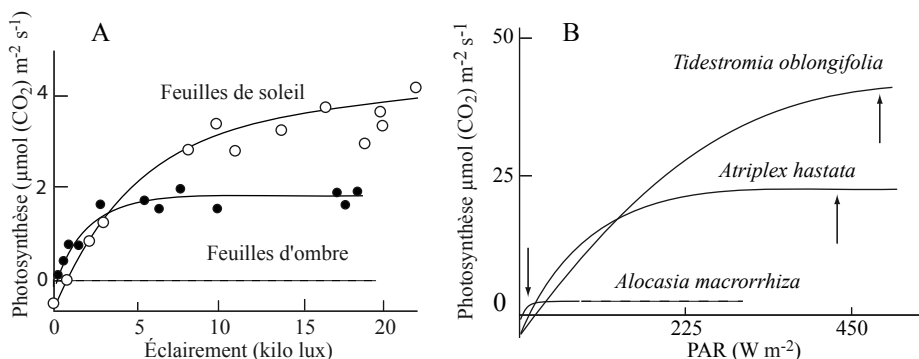 A
Photosynthèse (µmol (CO₂) m⁻² s⁻¹
4
2
0
Feuilles de soleil
Feuilles d'ombre
0 5 10 15 20
Éclairement (kilo lux)
B
Photosynthèse µmol (CO₂) m⁻² s⁻¹
50
25
0
Tidestromia oblongifolia
Atriplex hastata
Alocasia macrorrhiza
225 450
PAR (W m⁻²)